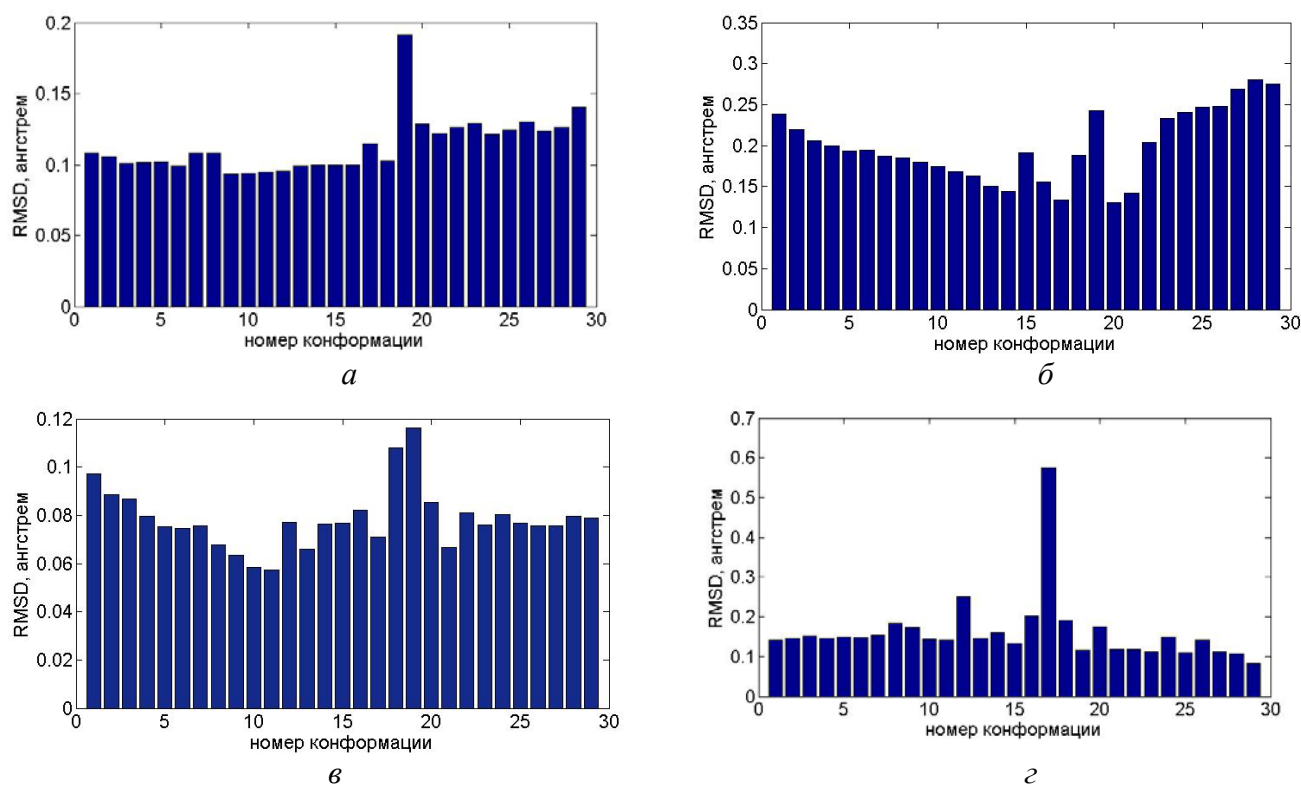 0.2
0.15
0.1
0.05
0
RMSD, ангстрем
0 5 10 15 20 25 30
номер конформации
а
0.35
0.3
0.25
0.2
0.15
0.1
0.05
0
RMSD, ангстрем
0 5 10 15 20 25 30
номер конформации
б
0.12
0.1
0.08
0.06
0.04
0.02
0
RMSD, ангстрем
0 5 10 15 20 25 30
номер конформации
в
0.7
0.6
0.5
0.4
0.3
0.2
0.1
0
RMSD, ангстрем
0 5 10 15 20 25 30
номер конформации
г